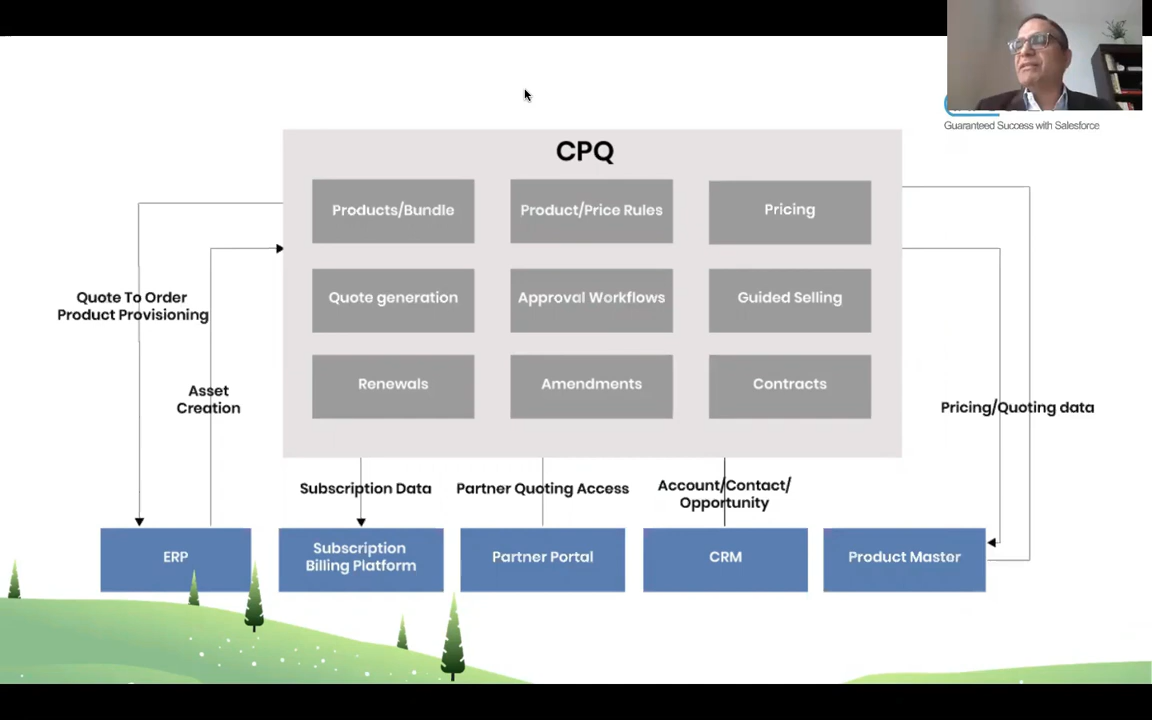 Guaranteed Success with Salesforce
CPQ
Products/Bundle
Product/Price Rules
Pricing
Quote generation
Approval Workflows
Guided Selling
Renewals
Amendments
Contracts
Quote To Order
Product Provisioning
Asset
Creation
Pricing/Quoting data
Subscription Data
Partner Quoting Access
Account/Contact/
Opportunity
ERP
Subscription
Billing Platform
Partner Portal
CRM
Product Master